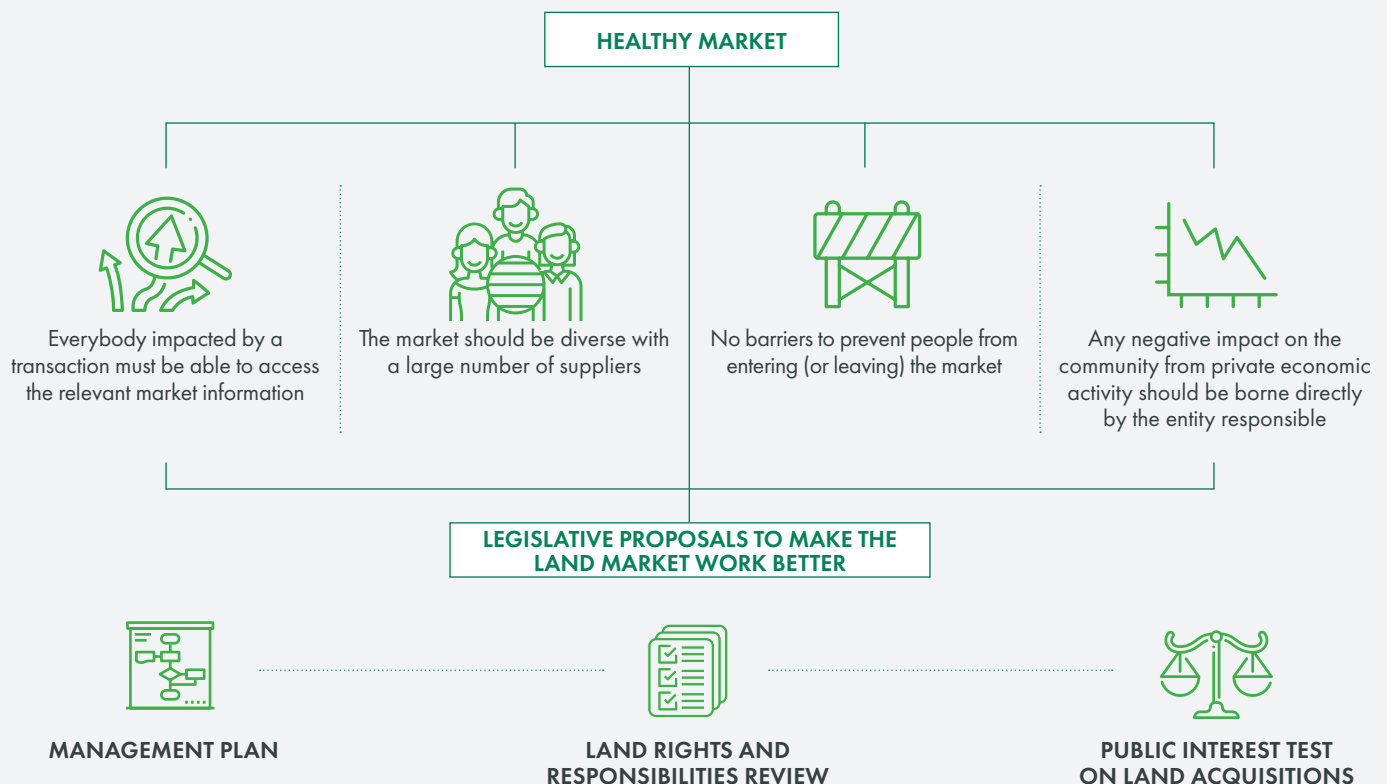 HEALTHY MARKET
Everybody impacted by a
transaction must be able to access
the relevant market information
The market should be diverse with
a large number of suppliers
No barriers to prevent people from
entering (or leaving) the market
Any negative impact on the
community from private economic
activity should be borne directly
by the entity responsible
LEGISLATIVE PROPOSALS TO MAKE THE
LAND MARKET WORK BETTER
MANAGEMENT PLAN
LAND RIGHTS AND
RESPONSIBILITIES REVIEW
PUBLIC INTEREST TEST
ON LAND ACQUISITIONS